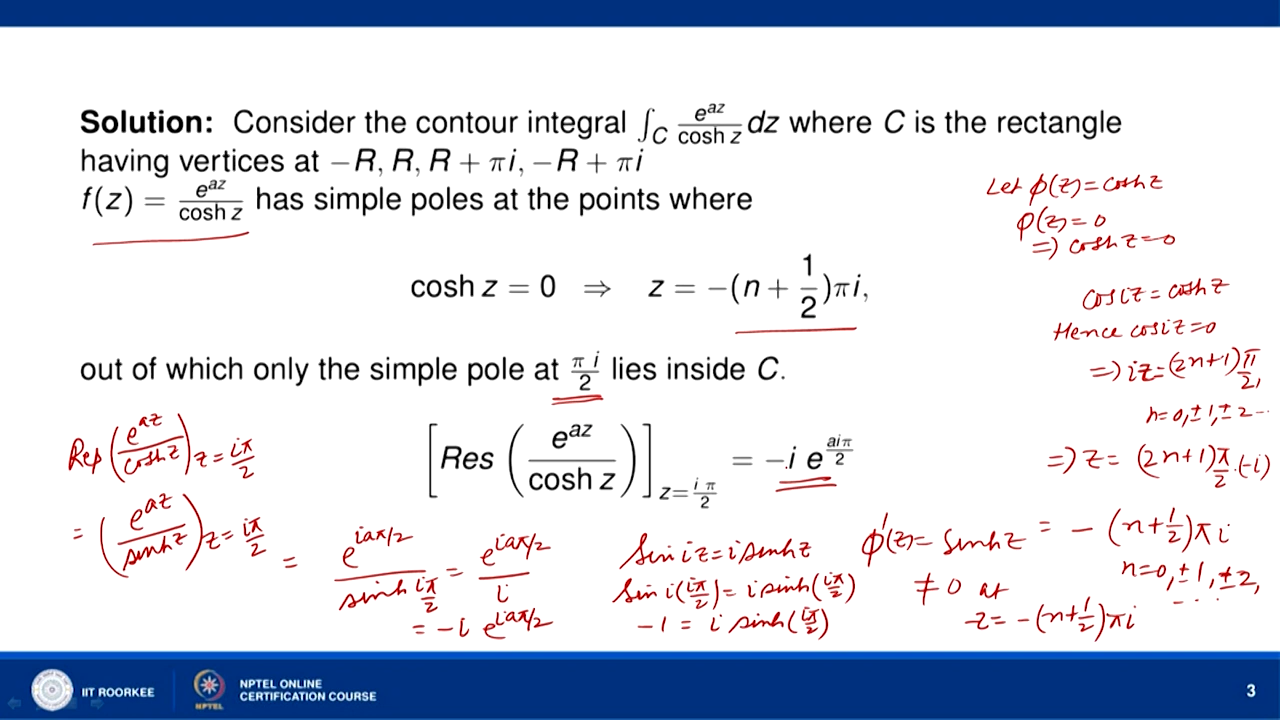 Solution: Consider the contour integral ∫_C e^{az}/cosh z dz where C is the rectangle
having vertices at −R, R, R + πi, −R + πi
f(z) = e^{az}/cosh z has simple poles at the points where
cosh z = 0 ⇒ z = −(n + 1/2)πi,
out of which only the simple pole at π i/2 lies inside C.
[Res (e^{az}/cosh z)]_{z = i π/2} = −i e^{aiπ/2}
Let φ(z) = cosh z
φ(z) = 0
⇒ cosh z = 0
cos iz = cosh z
Hence cos iz = 0
⇒ iz = (2n+1) π/2,
n = 0, ±1, ±2 --
⇒ z = (2n+1) π/2 . (−i)
= −(n + 1/2) π i
n = 0, ±1, ±2, - - - -
φ'(z) = sinh z
≠ 0 at
z = −(n + 1/2) π i
Res (e^{az}/cosh z)_{z = iπ/2}
= (e^{az}/sinh z)_{z = iπ/2}
= e^{iaπ/2}/sinh iπ/2 = e^{iaπ/2}/i
= −i e^{iaπ/2}
Sin iz = i sinh z
Sin i(iπ/2) = i sinh(iπ/2)
−1 = i sinh(iπ/2)
IIT ROORKEE
NPTEL
NPTEL ONLINE
CERTIFICATION COURSE
3